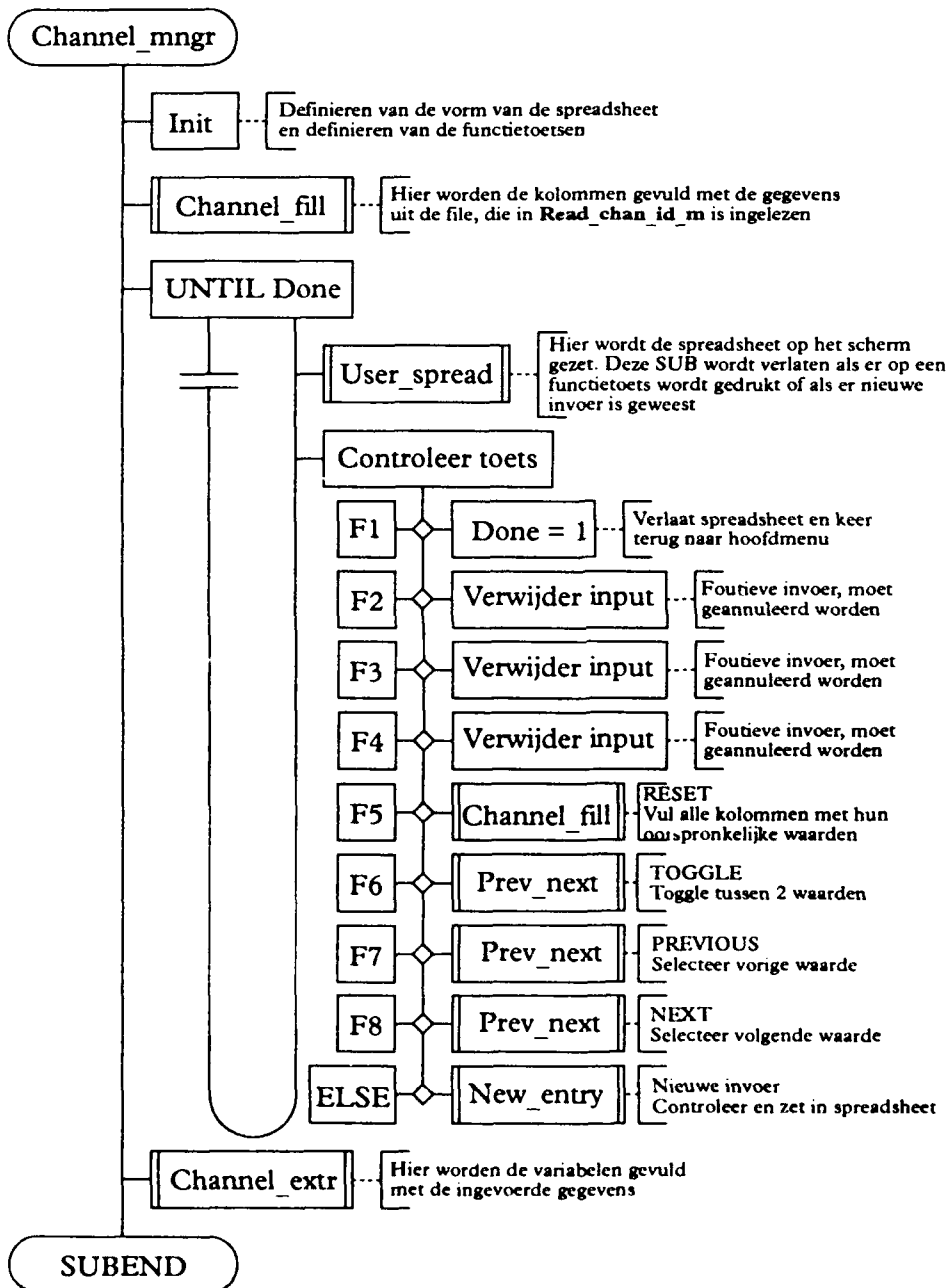 Channel_mngr
Init
Definieren van de vorm van de spreadsheet
en definieren van de functietoetsen
Channel_fill
Hier worden de kolommen gevuld met de gegevens
uit de file, die in Read_chan_id_m is ingelezen
UNTIL Done
User_spread
Hier wordt de spreadsheet op het scherm
gezet. Deze SUB wordt verlaten als er op een
functietoets wordt gedrukt of als er nieuwe
invoer is geweest
Controleer toets
F1
Done = 1
Verlaat spreadsheet en keer
terug naar hoofdmenu
F2
Verwijder input
Foutieve invoer, moet
geannuleerd worden
F3
Verwijder input
Foutieve invoer, moet
geannuleerd worden
F4
Verwijder input
Foutieve invoer, moet
geannuleerd worden
F5
Channel_fill
RESET
Vul alle kolommen met hun
oorspronkelijke waarden
F6
Prev_next
TOGGLE
Toggle tussen 2 waarden
F7
Prev_next
PREVIOUS
Selecteer vorige waarde
F8
Prev_next
NEXT
Selecteer volgende waarde
ELSE
New_entry
Nieuwe invoer
Controleer en zet in spreadsheet
Channel_extr
Hier worden de variabelen gevuld
met de ingevoerde gegevens
SUBEND